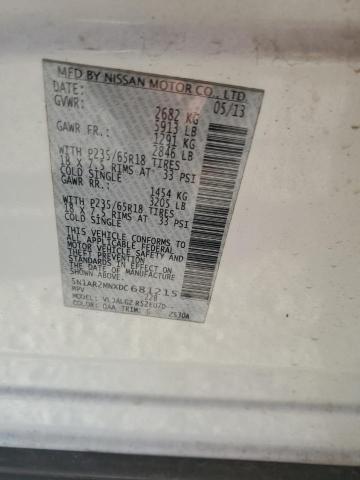 MFD BY NISSAN MOTOR CO., LTD
DATE: 05/13
GVWR: 2682 KG
5913 LB
GAWR FR.: 1291 KG
2846 LB
WITH P235/65R18 TIRES
18 X 7.5 RIMS AT 33 PSI
COLD SINGLE
GAWR RR.: 1454 KG
3205 LB
WITH P235/65R18 TIRES
18 X 7.5 RIMS AT 33 PSI
COLD SINGLE
THIS VEHICLE CONFORMS TO
ALL APPLICABLE U.S. FEDERAL
MOTOR VEHICLE SAFETY AND
THEFT PREVENTION
STANDARDS IN EFFECT ON
THE DATE OF MANUFACTURE
SHOWN ABOVE.
5N1AR2MNXDC681215
MPV 228
COLOR: QAA TRIM: G 2S30A